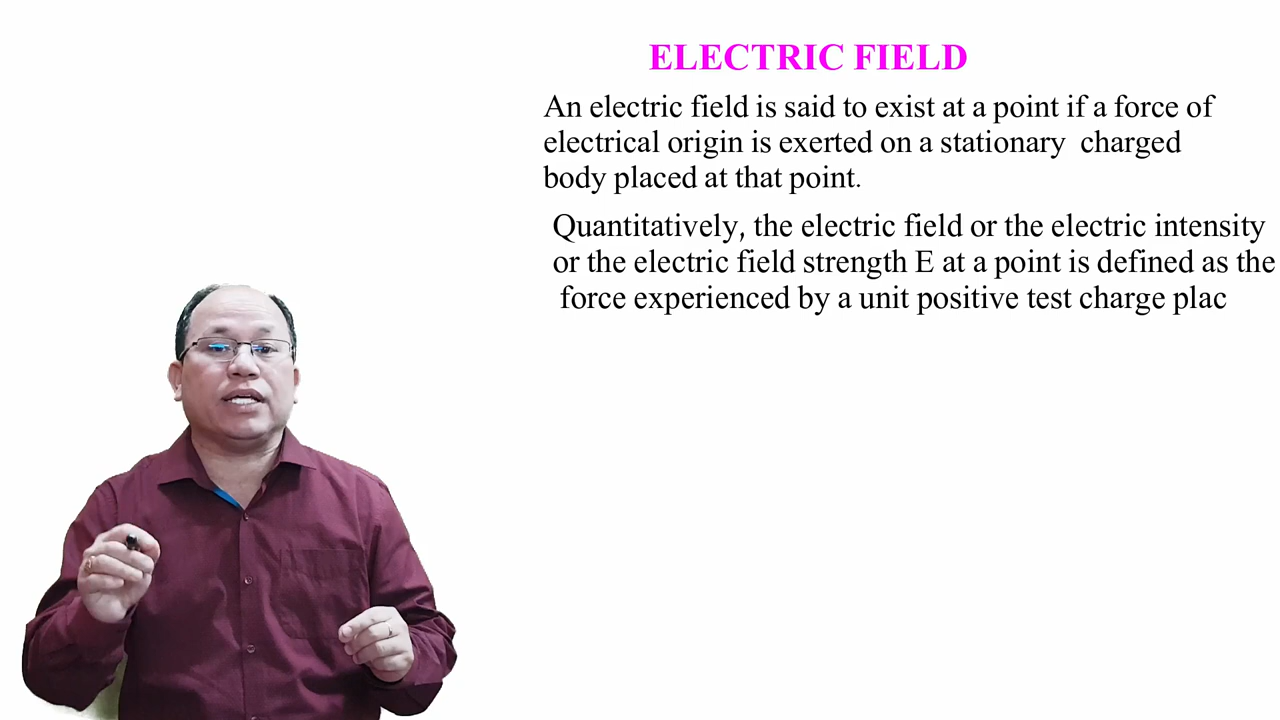 ELECTRIC FIELD
An electric field is said to exist at a point if a force of
electrical origin is exerted on a stationary charged
body placed at that point.
Quantitatively, the electric field or the electric intensity
or the electric field strength E at a point is defined as the
force experienced by a unit positive test charge plac